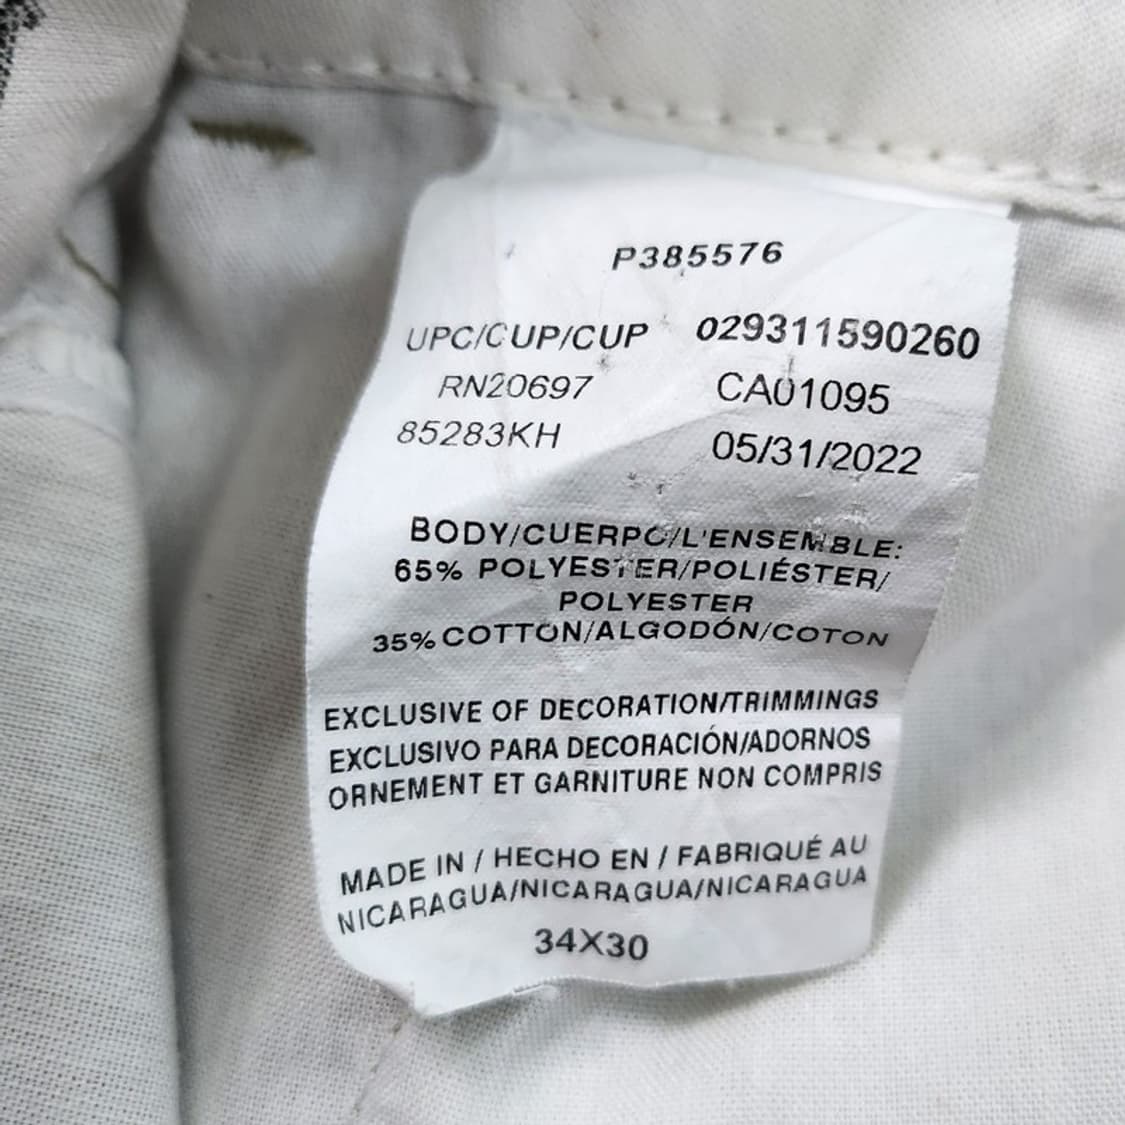 P385576
UPC/CUP/CUP 029311590260
RN20697 CA01095
85283KH 05/31/2022
BODY/CUERPO/L'ENSEMBLE:
65% POLYESTER/POLIÉSTER/
POLYESTER
35% COTTON/ALGODÓN/COTON
EXCLUSIVE OF DECORATION/TRIMMINGS
EXCLUSIVO PARA DECORACIÓN/ADORNOS
ORNEMENT ET GARNITURE NON COMPRIS
MADE IN / HECHO EN / FABRIQUÉ AU
NICARAGUA/NICARAGUA/NICARAGUA
34X30